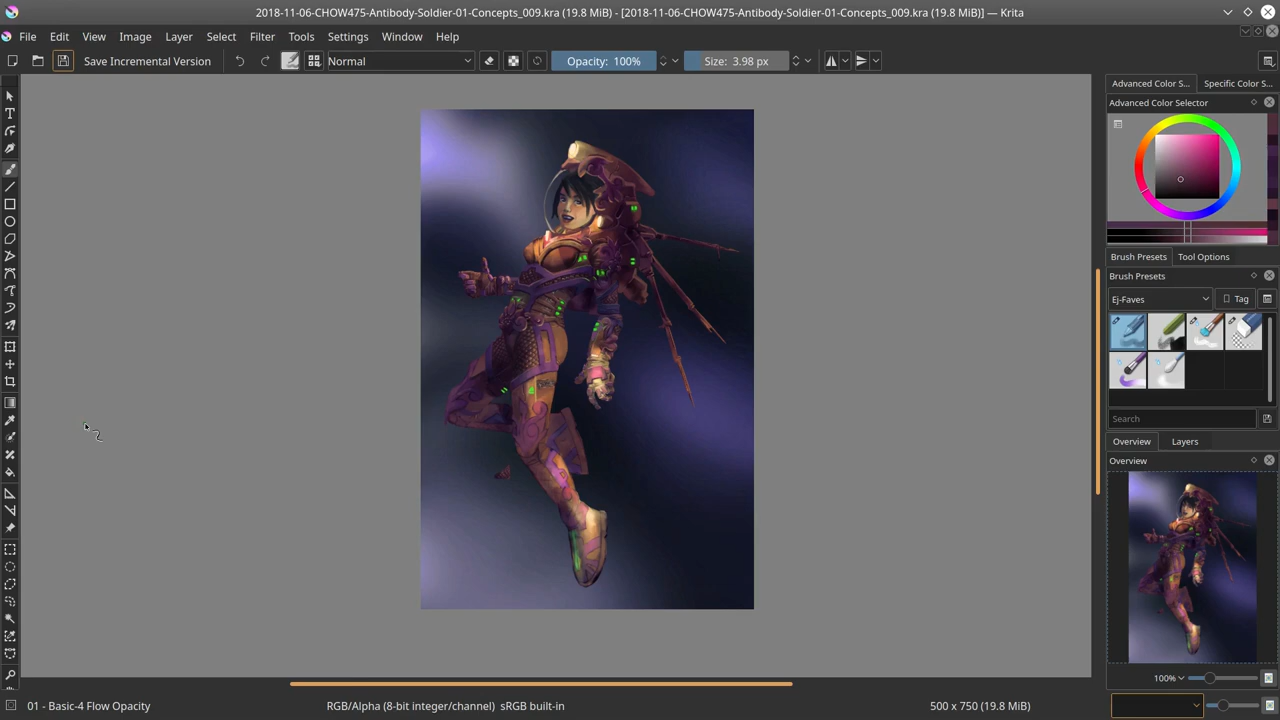 2018-11-06-CHOW475-Antibody-Soldier-01-Concepts_009.kra (19.8 MiB) - [2018-11-06-CHOW475-Antibody-Soldier-01-Concepts_009.kra (19.8 MiB)] — Krita
File Edit View Image Layer Select Filter Tools Settings Window Help
Save Incremental Version Normal Opacity: 100% Size: 3.98 px
Advanced Color S... Specific Color S...
Advanced Color Selector
Brush Presets Tool Options
Brush Presets
Ej-Faves Tag
Search
Overview Layers
Overview
100%
01 - Basic-4 Flow Opacity RGB/Alpha (8-bit integer/channel) sRGB built-in 500 x 750 (19.8 MiB)